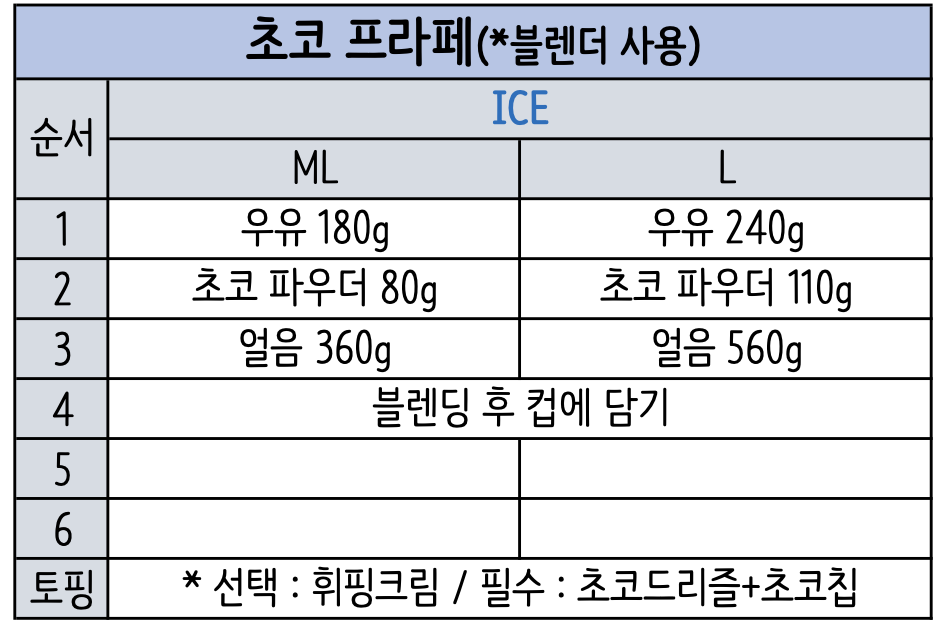 초코 프라페(*블렌더 사용)
순서
ICE
ML L
1 우유 180g 우유 240g
2 초코 파우더 80g 초코 파우더 110g
3 얼음 360g 얼음 560g
4 블렌딩 후 컵에 담기
5
6
토핑 * 선택 : 휘핑크림 / 필수 : 초코드리즐+초코칩